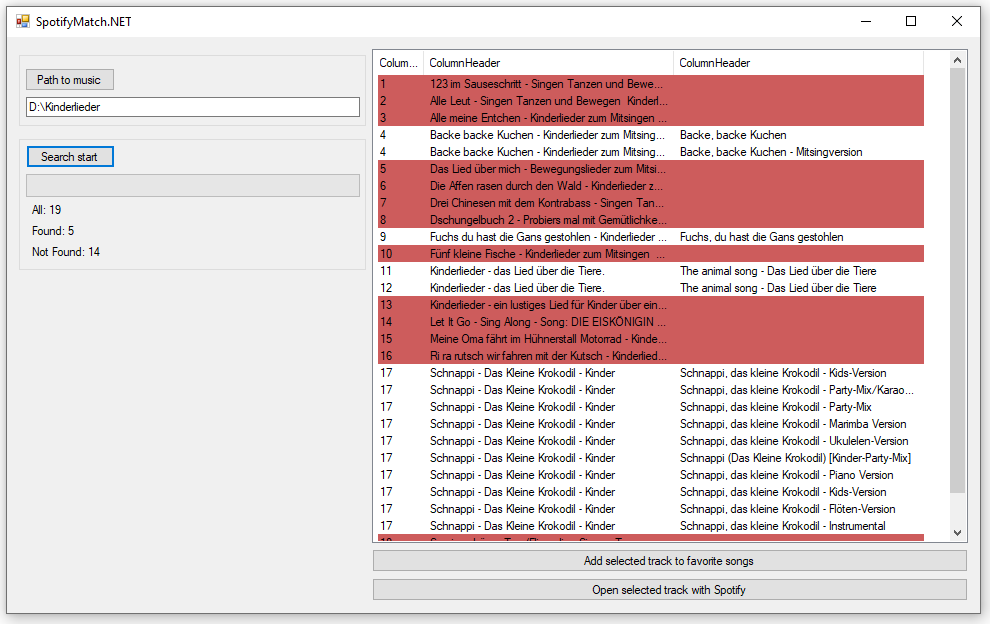 SpotifyMatch.NET
Path to music
D:\Kinderlieder
Search start
All: 19
Found: 5
Not Found: 14
Colum... ColumnHeader ColumnHeader
1 123 im Sauseschritt - Singen Tanzen und Bewe...
2 Alle Leut - Singen Tanzen und Bewegen Kinderl...
3 Alle meine Entchen - Kinderlieder zum Mitsingen ...
4 Backe backe Kuchen - Kinderlieder zum Mitsing... Backe, backe Kuchen
4 Backe backe Kuchen - Kinderlieder zum Mitsing... Backe, backe Kuchen - Mitsingversion
5 Das Lied über mich - Bewegungslieder zum Mitsi...
6 Die Affen rasen durch den Wald - Kinderlieder z...
7 Drei Chinesen mit dem Kontrabass - Singen Tan...
8 Dschungelbuch 2 - Probiers mal mit Gemütlichke...
9 Fuchs du hast die Gans gestohlen - Kinderlieder ... Fuchs, du hast die Gans gestohlen
10 Fünf kleine Fische - Kinderlieder zum Mitsingen ...
11 Kinderlieder - das Lied über die Tiere. The animal song - Das Lied über die Tiere
12 Kinderlieder - das Lied über die Tiere. The animal song - Das Lied über die Tiere
13 Kinderlieder - ein lustiges Lied für Kinder über ein...
14 Let It Go - Sing Along - Song: DIE EISKÖNIGIN ...
15 Meine Oma fährt im Hühnerstall Motorrad - Kinde...
16 Ri ra rutsch wir fahren mit der Kutsch - Kinderlied...
17 Schnappi - Das Kleine Krokodil - Kinder Schnappi, das kleine Krokodil - Kids-Version
17 Schnappi - Das Kleine Krokodil - Kinder Schnappi, das kleine Krokodil - Party-Mix/Karao...
17 Schnappi - Das Kleine Krokodil - Kinder Schnappi, das kleine Krokodil - Party-Mix
17 Schnappi - Das Kleine Krokodil - Kinder Schnappi, das kleine Krokodil - Marimba Version
17 Schnappi - Das Kleine Krokodil - Kinder Schnappi, das kleine Krokodil - Ukulelen-Version
17 Schnappi - Das Kleine Krokodil - Kinder Schnappi (Das Kleine Krokodil) [Kinder-Party-Mix]
17 Schnappi - Das Kleine Krokodil - Kinder Schnappi, das kleine Krokodil - Piano Version
17 Schnappi - Das Kleine Krokodil - Kinder Schnappi, das kleine Krokodil - Kids-Version
17 Schnappi - Das Kleine Krokodil - Kinder Schnappi, das kleine Krokodil - Flöten-Version
17 Schnappi - Das Kleine Krokodil - Kinder Schnappi, das kleine Krokodil - Instrumental
Add selected track to favorite songs
Open selected track with Spotify